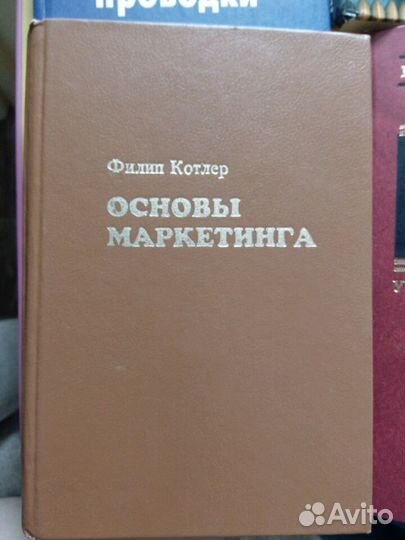 проводки
Филип Котлер
ОСНОВЫ
МАРКЕТИНГА
У
Avito